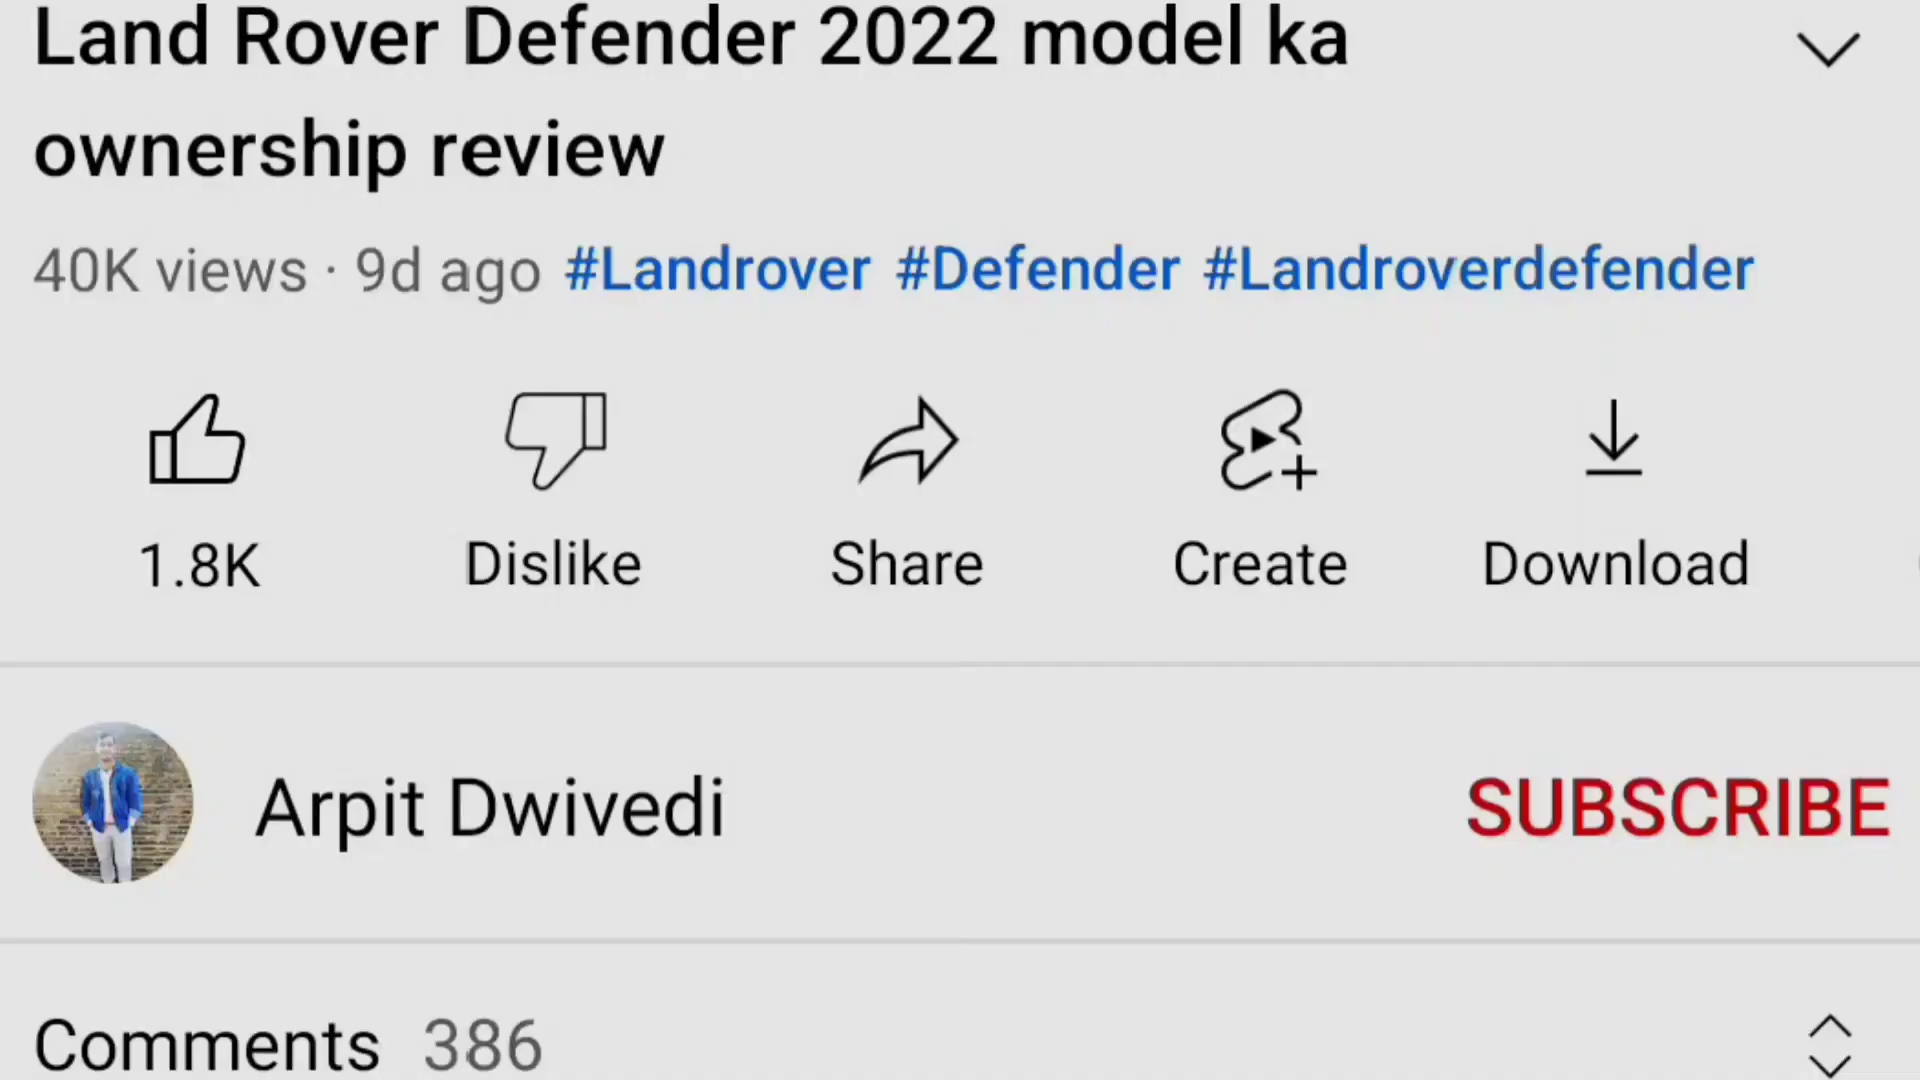 Land Rover Defender 2022 model ka
ownership review
40K views · 9d ago #Landrover #Defender #Landroverdefender
1.8K Dislike Share Create Download
Arpit Dwivedi SUBSCRIBE
Comments 386